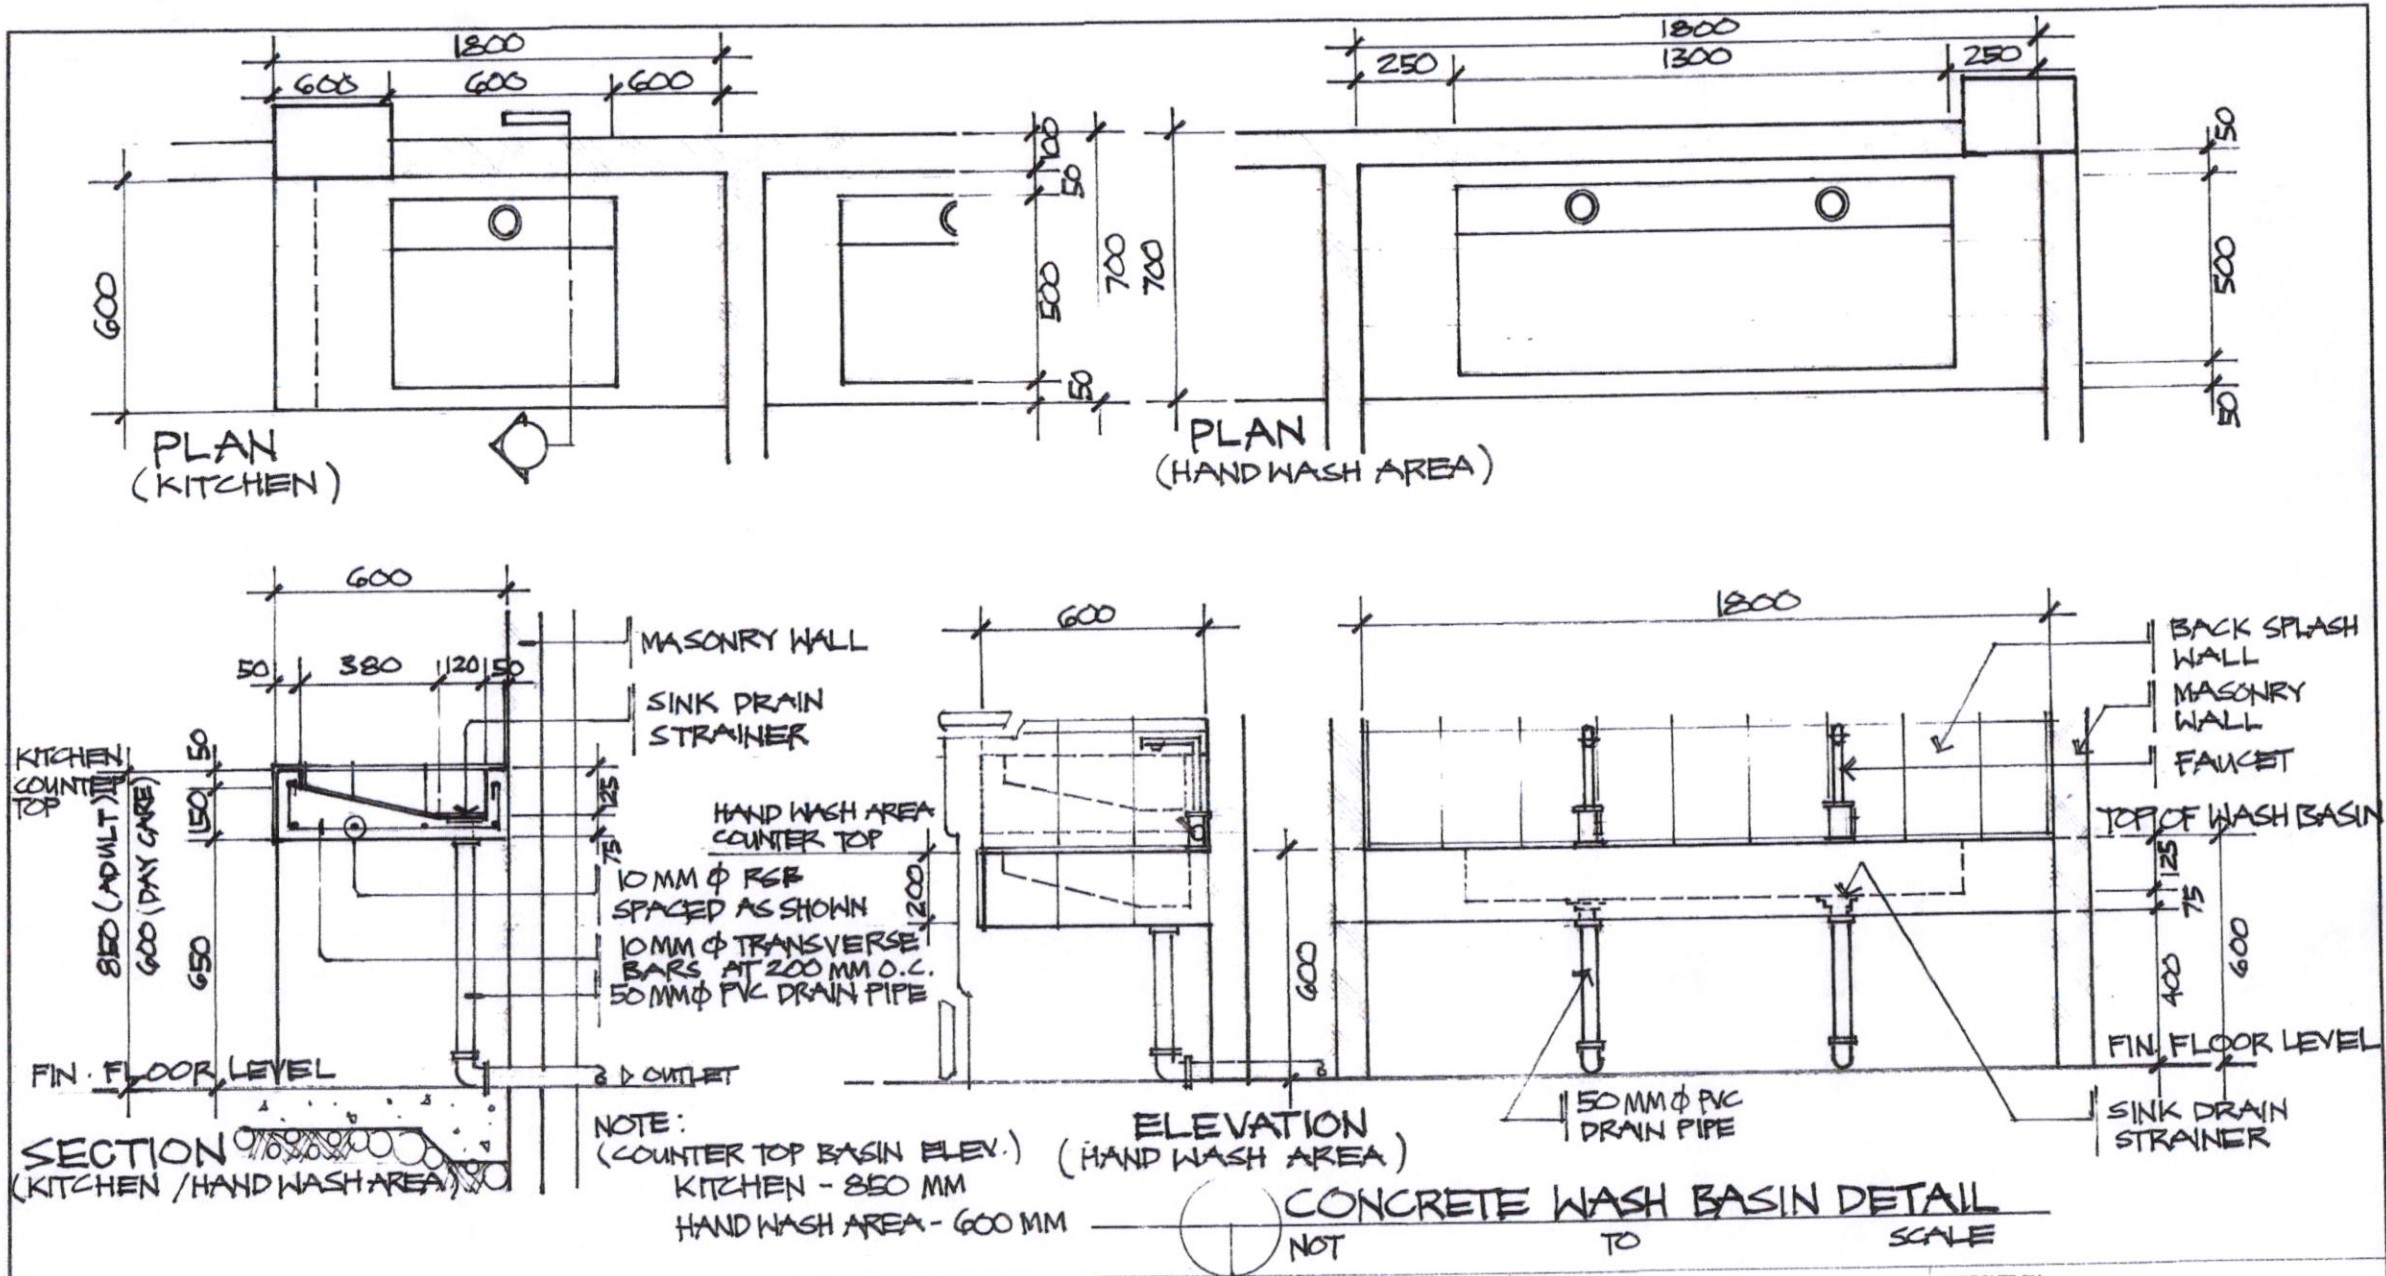 1800
600 600 600
100
50
500
50
700
600
PLAN
(KITCHEN)
1800
250 1300 250
700
50
500
50
PLAN
(HAND WASH AREA)
600
50 380 120 50
MASONRY WALL
SINK DRAIN
STRAINER
KITCHEN
COUNTER
TOP
850 (ADULT)
600 (DAY CARE)
50
150
650
125
75
10 MM Ø RSB
SPACED AS SHOWN
10 MM Ø TRANSVERSE
BARS AT 200 MM O.C.
50 MM Ø PVC DRAIN PIPE
OUTLET
FIN. FLOOR LEVEL
SECTION
(KITCHEN / HAND WASH AREA)
NOTE:
(COUNTER TOP BASIN ELEV.)
KITCHEN - 850 MM
HAND WASH AREA - 600 MM
600
HAND WASH AREA
COUNTER TOP
200
600
1800
BACK SPLASH
WALL
MASONRY
WALL
FAUCET
TOP OF WASH BASIN
125
75
400
600
FIN. FLOOR LEVEL
50 MM Ø PVC
DRAIN PIPE
SINK DRAIN
STRAINER
ELEVATION
(HAND WASH AREA)
CONCRETE WASH BASIN DETAIL
NOT TO SCALE